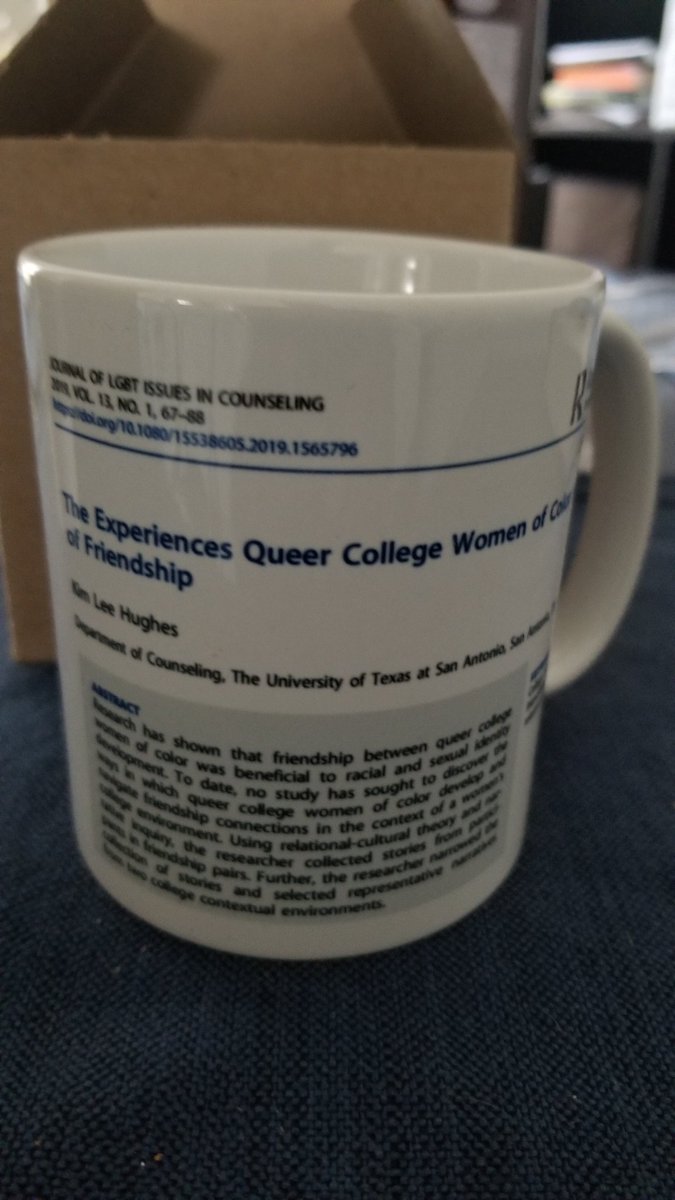 JOURNAL OF LGBT ISSUES IN COUNSELING
2019, VOL. 13, NO. 1, 67–88
https://doi.org/10.1080/15538605.2019.1565796
R
The Experiences Queer College Women of Color
of Friendship
Kim Lee Hughes
Department of Counseling, The University of Texas at San Antonio, San Antonio,
ABSTRACT
Research has shown that friendship between queer college
women of color was beneficial to racial and sexual identity
development. To date, no study has sought to discover the
ways in which queer college women of color develop and
navigate friendship connections in the context of a women's
college environment. Using relational-cultural theory and nar-
rative inquiry, the researcher collected stories from partici-
pants in friendship pairs. Further, the researcher narrowed the
collection of stories and selected representative narratives
from two college contextual environments.